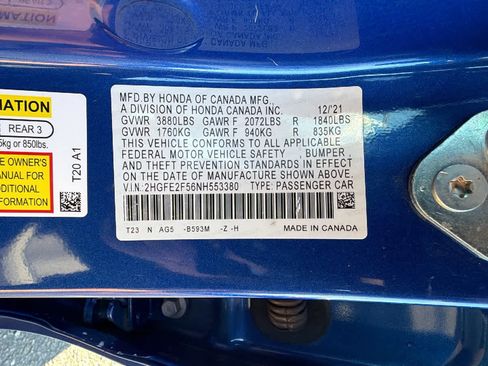 MFD.BY HONDA OF CANADA MFG.,
A DIVISION OF HONDA CANADA INC. 12/21
GVWR 3880LBS GAWR F 2072LBS R 1840LBS
GVWR 1760KG GAWR F 940KG R 835KG
THIS VEHICLE CONFORMS TO ALL APPLICABLE
FEDERAL MOTOR VEHICLE SAFETY , BUMPER
AND THEFT PREVENTION STANDARDS IN EFFECT
ON THE DATE OF MANUFACTURE SHOWN ABOVE.
V.I.N.:2HGFE2F56NH553380 TYPE: PASSENGER CAR
T23 N AG5 -B593M -Z -H
MADE IN CANADA
REAR 3
or 850lbs.
OWNER'S
MANUAL FOR
T20 A1